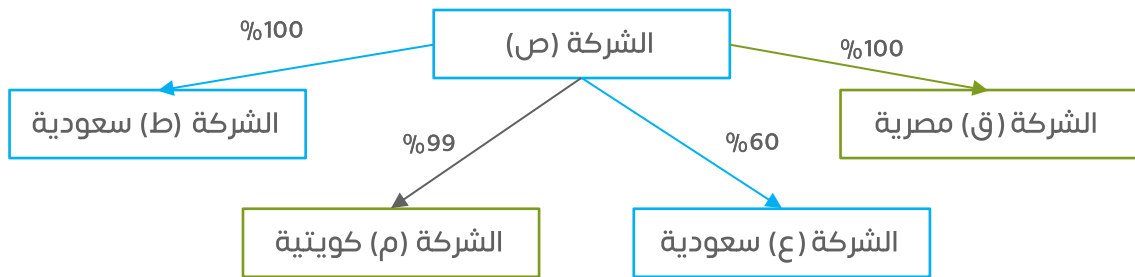 الشركة (ص)
%100
%100
الشركة (ق) مصرية
الشركة (ط) سعودية
%60
%99
الشركة (ع) سعودية
الشركة (م) كويتية